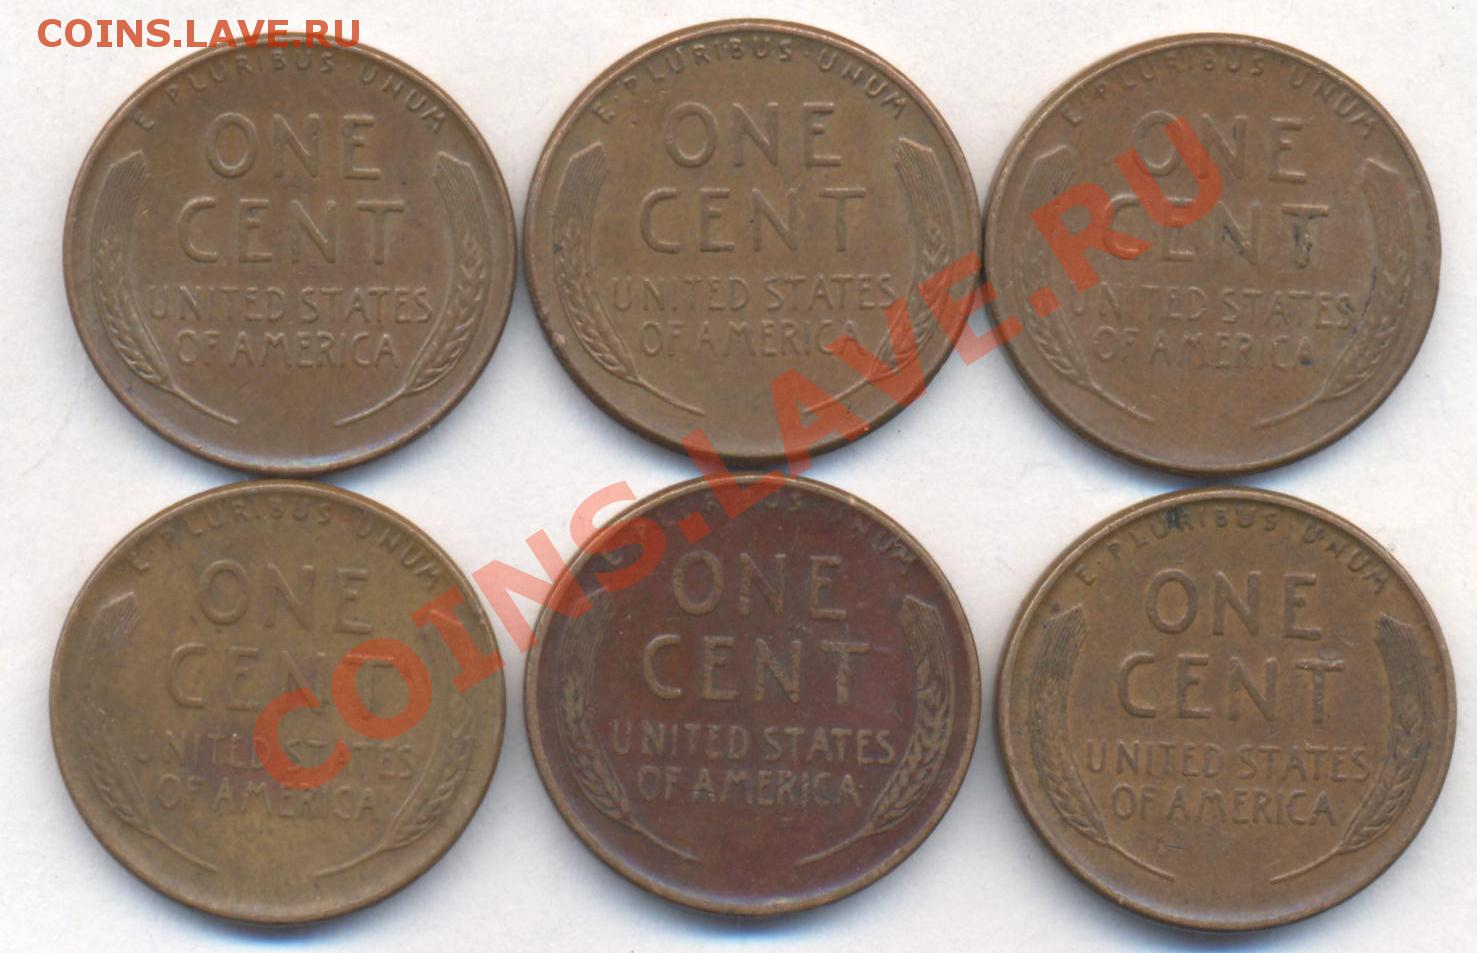 COINS.LAVE.RU
E·PLURIBUS·UNUM
ONE
CENT
UNITED STATES
OF AMERICA
E·PLURIBUS·UNUM
ONE
CENT
UNITED STATES
OF AMERICA
E·PLURIBUS·UNUM
ONE
CENT
UNITED STATES
OF AMERICA
E·PLURIBUS·UNUM
ONE
CENT
UNITED STATES
OF AMERICA
E·PLURIBUS·UNUM
ONE
CENT
UNITED STATES
OF AMERICA
E·PLURIBUS·UNUM
ONE
CENT
UNITED STATES
OF AMERICA
COINS.LAVE.RU